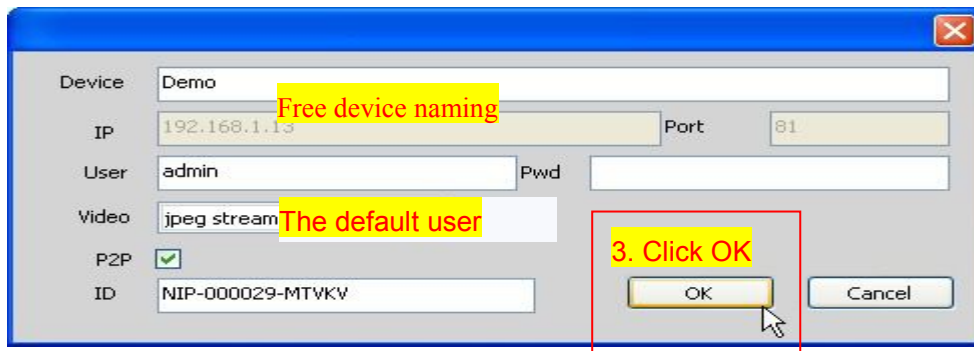 Device Demo
Free device naming
IP 192.168.1.13 Port 81
User admin Pwd
Video jpeg stream
The default user
P2P
3. Click OK
ID NIP-000029-MTVKV OK Cancel